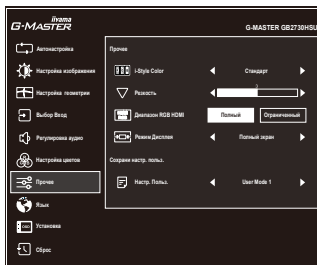 iiyama
G-MASTER
G-MASTER GB2730HSU
Автонастройка
Настройка изображения
Настройка геометрии
Выбор Вход
Регулировка аудио
Настройка цветов
Прочее
Язык
Установка
Сброс
Прочее
i-Style Color
Стандарт
Резкость
Диапазон RGB HDMI
Полный
Ограниченный
Режим Дисплея
Полный экран
Сохрани настр. польз.
Настр. Польз.
User Mode 1